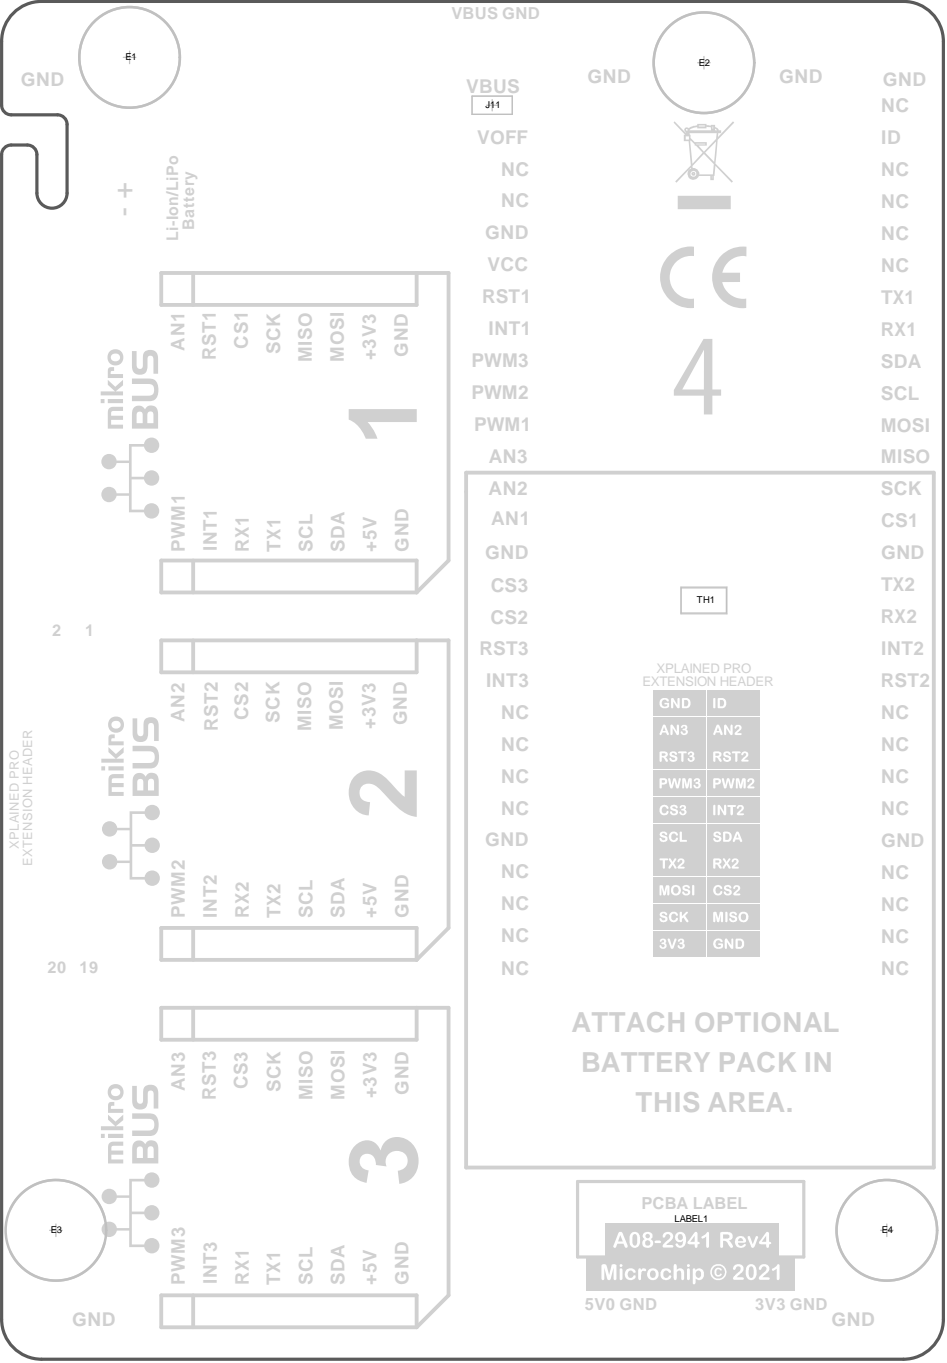 VBUS GND
E1
E2
GND
GND
GND
GND
VBUS
J11
NC
VOFF
ID
NC
NC
NC
NC
GND
NC
VCC
NC
RST1
TX1
INT1
RX1
PWM3
SDA
PWM2
SCL
PWM1
MOSI
AN3
MISO
AN2
SCK
AN1
CS1
GND
GND
CS3
TX2
CS2
RX2
RST3
INT2
INT3
RST2
NC
NC
NC
NC
NC
NC
NC
NC
GND
GND
NC
NC
NC
NC
NC
NC
NC
NC
- +
Li-Ion/LiPo
Battery
AN1
RST1
CS1
SCK
MISO
MOSI
+3V3
GND
mikro
BUS
1
PWM1
INT1
RX1
TX1
SCL
SDA
+5V
GND
2 1
AN2
RST2
CS2
SCK
MISO
MOSI
+3V3
GND
mikro
BUS
2
XPLAINED PRO
EXTENSION HEADER
PWM2
INT2
RX2
TX2
SCL
SDA
+5V
GND
20 19
AN3
RST3
CS3
SCK
MISO
MOSI
+3V3
GND
mikro
BUS
3
PWM3
INT3
RX1
TX1
SCL
SDA
+5V
GND
E3
GND
CE
4
TH1
XPLAINED PRO
EXTENSION HEADER
GND ID
AN3 AN2
RST3 RST2
PWM3 PWM2
CS3 INT2
SCL SDA
TX2 RX2
MOSI CS2
SCK MISO
3V3 GND
ATTACH OPTIONAL
BATTERY PACK IN
THIS AREA.
PCBA LABEL
LABEL1
A08-2941 Rev4
Microchip © 2021
5V0 GND
3V3 GND
E4
GND